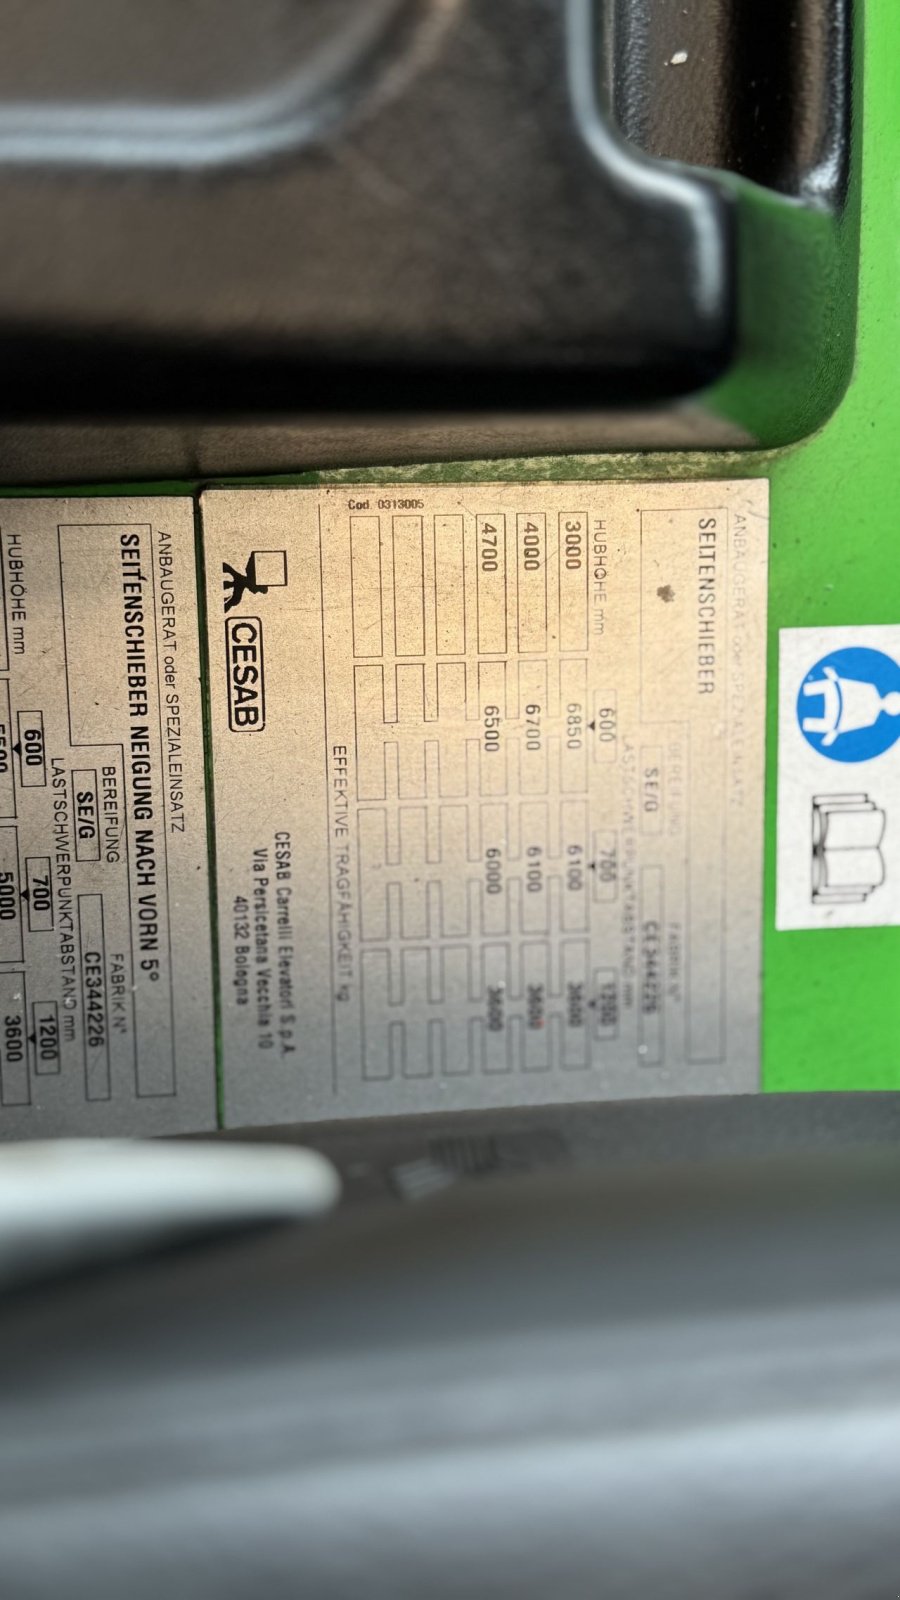 ANBAUGERÄT oder SPEZIALEINSATZ
SEITENSCHIEBER
BEREIFUNG FABRIK N°
SE/G CE344226
LASTSCHWERPUNKTABSTAND mm
HUBHÖHE mm 600 700 1200
3000 6850 6100 3600
4000 6700 6100 3600
4700 6500 6000 3600
Cod. 0313005
EFFEKTIVE TRAGFÄHIGKEIT kg
CESAB
CESAB Carrelli Elevatori S.p.A.
Via Persicetana Vecchia 10
40132 Bologna
ANBAUGERAT oder SPEZIALEINSATZ
SEITENSCHIEBER NEIGUNG NACH VORN 5°
BEREIFUNG FABRIK N°
SE/G CE344226
LASTSCHWERPUNKTABSTAND mm
HUBHÖHE mm 600 700 1200
5500 5000 3600